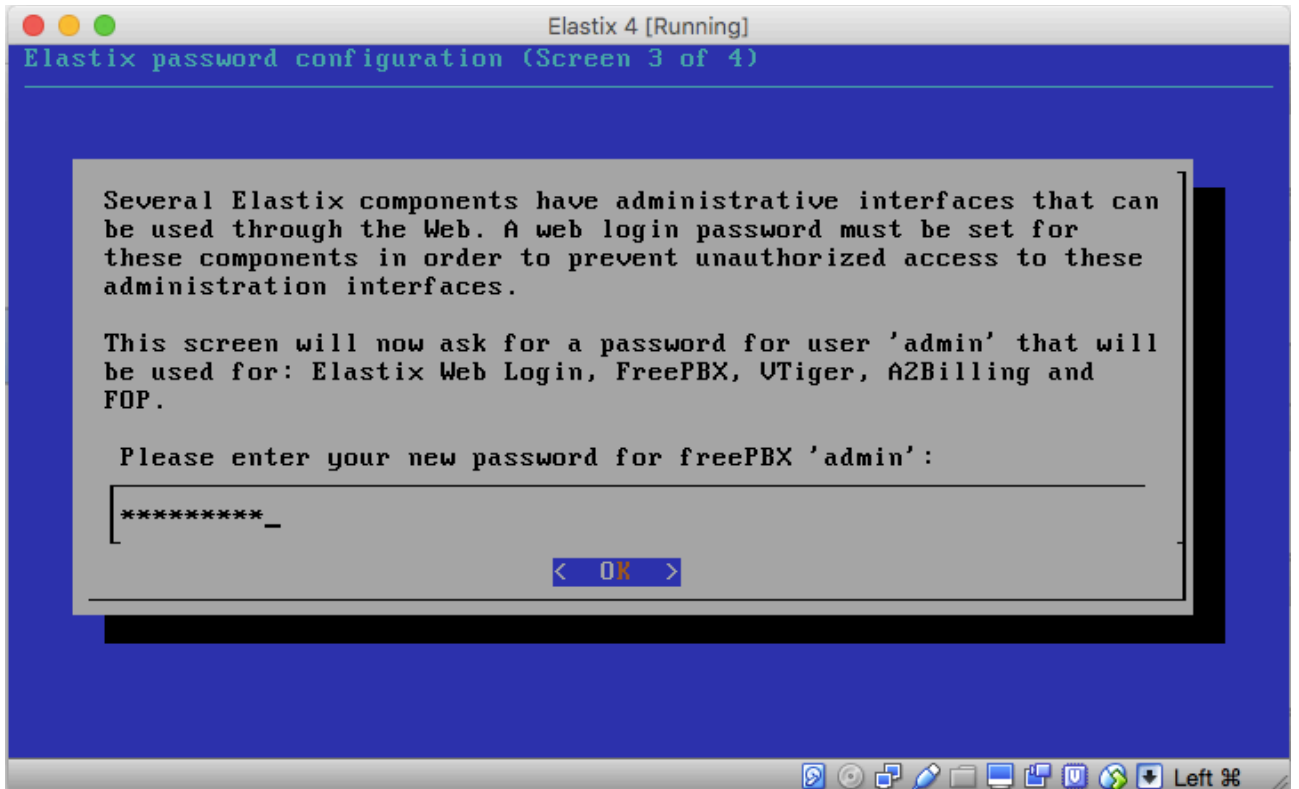 Elastix 4 [Running]
Elastix password configuration (Screen 3 of 4)
Several Elastix components have administrative interfaces that can
be used through the Web. A web login password must be set for
these components in order to prevent unauthorized access to these
administration interfaces.
This screen will now ask for a password for user 'admin' that will
be used for: Elastix Web Login, FreePBX, VTiger, A2Billing and
FOP.
Please enter your new password for freePBX 'admin':
*********_
< OK >
Left ⌘